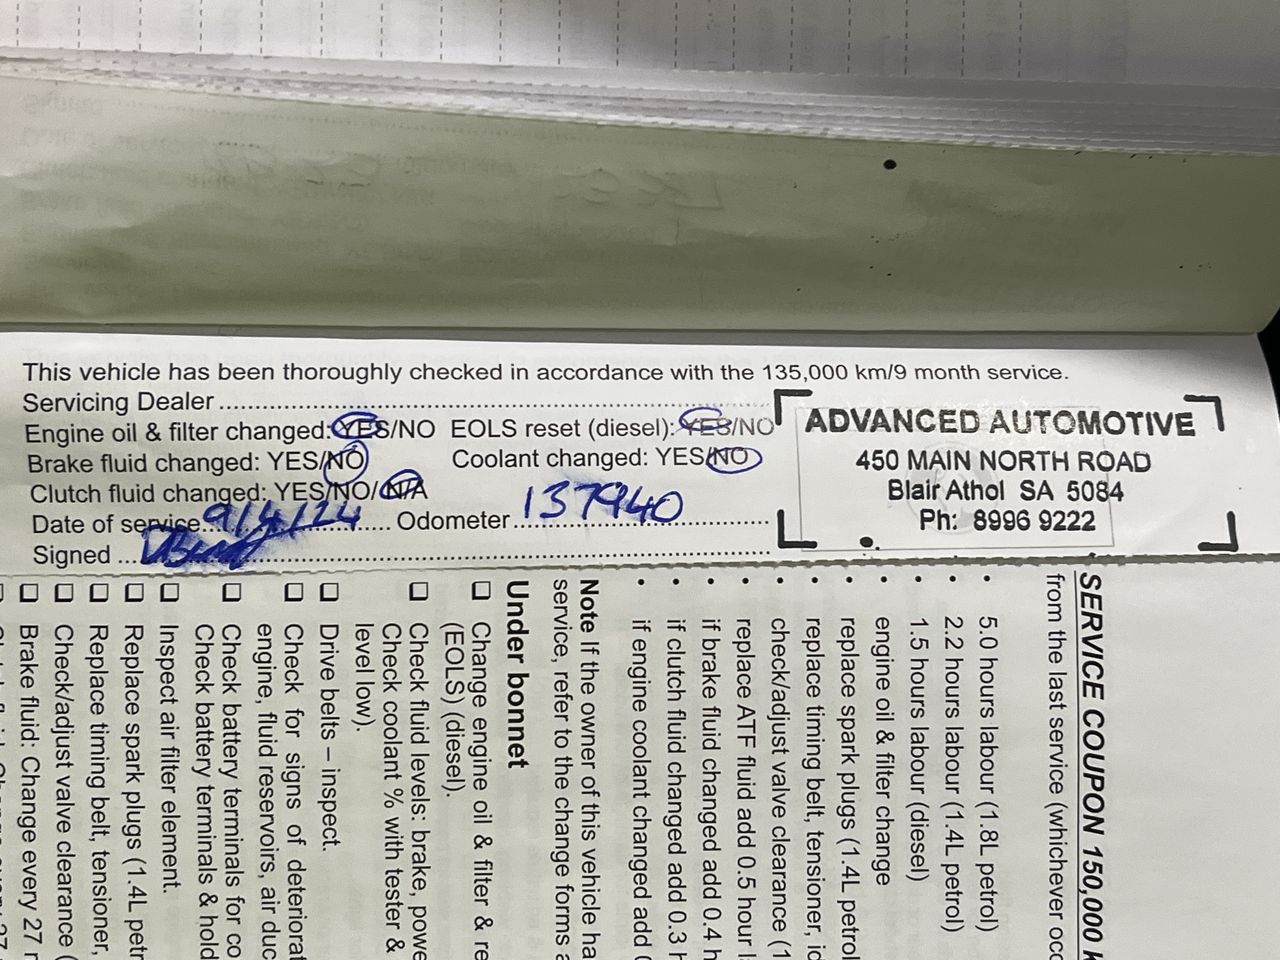 This vehicle has been thoroughly checked in accordance with the 135,000 km/9 month service.
Servicing Dealer
Engine oil & filter changed: YES/NO EOLS reset (diesel): YES/NO
Brake fluid changed: YES/NO Coolant changed: YES/NO
Clutch fluid changed: YES/NO/N/A
Date of service 9/4/24 Odometer 137940
Signed
ADVANCED AUTOMOTIVE
450 MAIN NORTH ROAD
Blair Athol SA 5084
Ph: 8996 9222
SERVICE COUPON 150,000
from the last service (whichever
• 5.0 hours labour (1.8L petrol)
• 2.2 hours labour (1.4L petrol)
• 1.5 hours labour (diesel)
• engine oil & filter change
• replace spark plugs (1.4L petrol
• replace timing belt, tensioner,
• check/adjust valve clearance (1
• replace ATF fluid add 0.5 hour
• if brake fluid changed add 0.4
• if clutch fluid changed add 0.3
• if engine coolant changed add
Note If the owner of this vehicle
service, refer to the change forms
Under bonnet
☐ Change engine oil & filter &
(EOLS) (diesel).
☐ Check fluid levels: brake,
Check coolant % with tester &
level low).
☐ Drive belts – inspect.
☐ Check for signs of
engine, fluid reservoirs, air
☐ Check battery terminals for
Check battery terminals & hold
☐ Inspect air filter element.
☐ Replace spark plugs (1.4L
☐ Replace timing belt, tensioner,
☐ Check/adjust valve clearance (
☐ Brake fluid: Change every 27